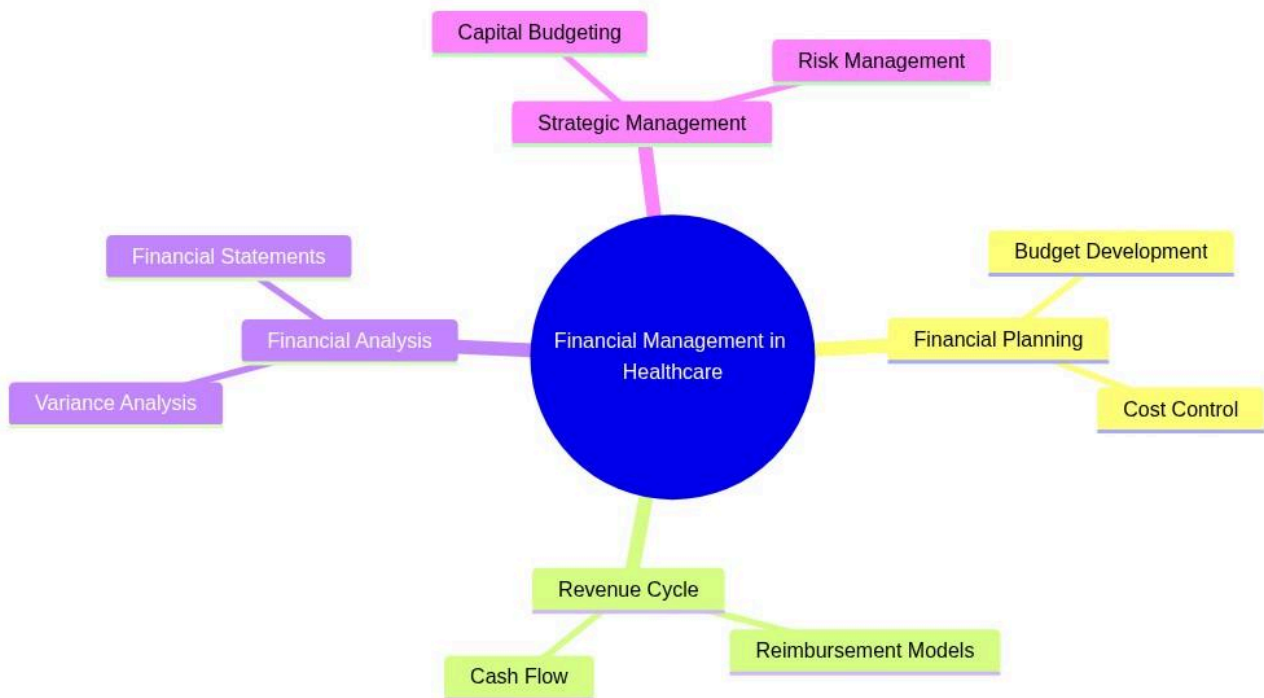 Capital Budgeting
Risk Management
Strategic Management
Financial Statements
Budget Development
Financial Analysis
Financial Management in
Healthcare
Financial Planning
Variance Analysis
Cost Control
Revenue Cycle
Reimbursement Models
Cash Flow